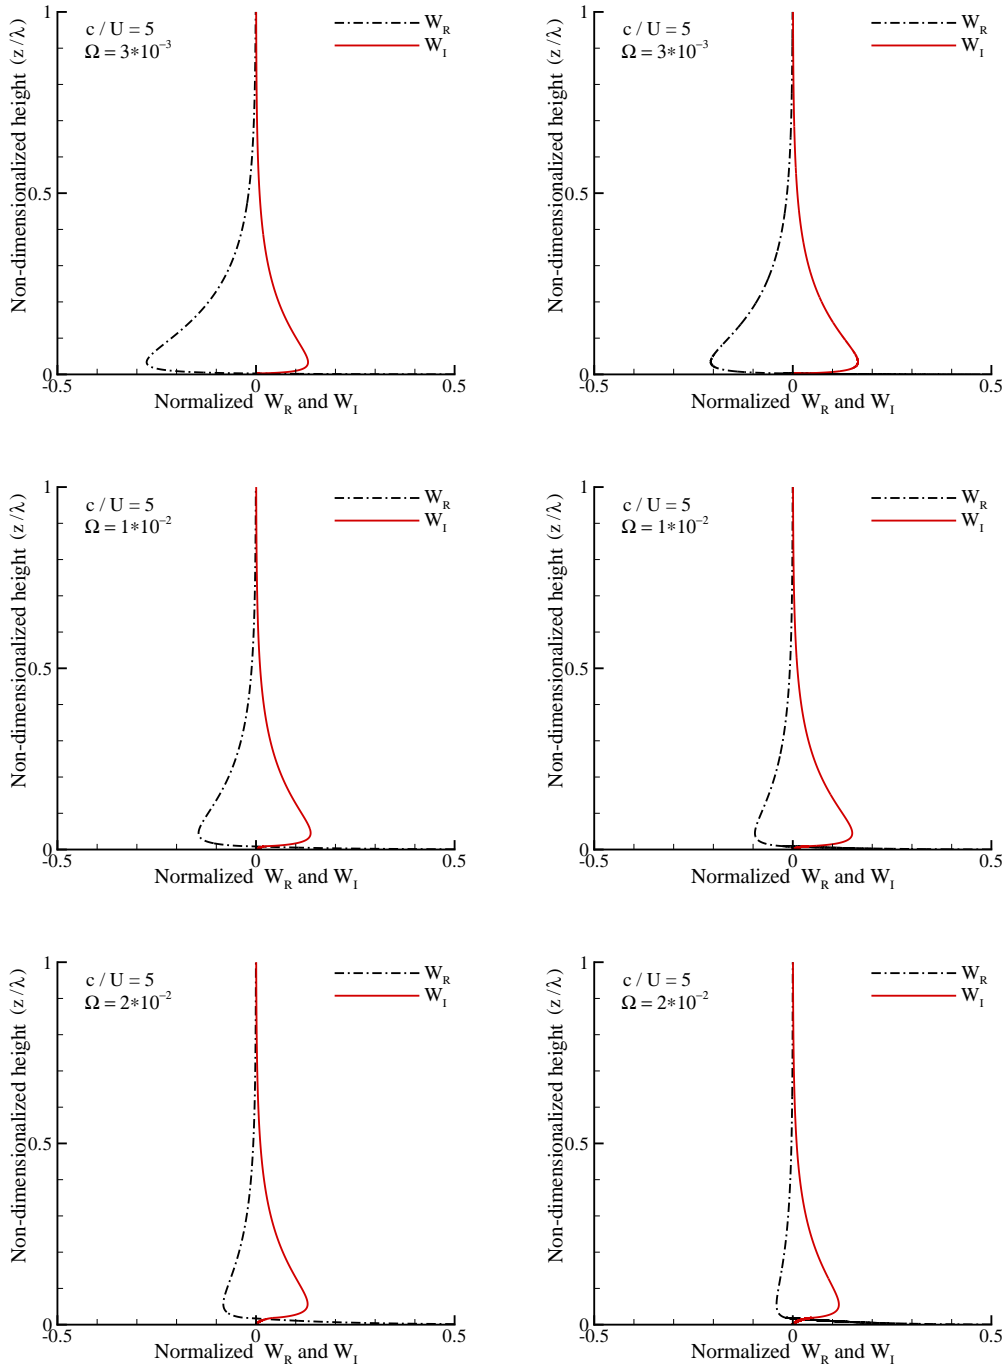 1
c / U = 5
Ω = 3*10⁻³
W_R
W_I
Non-dimensionalized height (z/λ)
0.5
0
-0.5
0
0.5
Normalized W_R and W_I
1
c / U = 5
Ω = 3*10⁻³
W_R
W_I
Non-dimensionalized height (z/λ)
0.5
0
-0.5
0
0.5
Normalized W_R and W_I
1
c / U = 5
Ω = 1*10⁻²
W_R
W_I
Non-dimensionalized height (z/λ)
0.5
0
-0.5
0
0.5
Normalized W_R and W_I
1
c / U = 5
Ω = 1*10⁻²
W_R
W_I
Non-dimensionalized height (z/λ)
0.5
0
-0.5
0
0.5
Normalized W_R and W_I
1
c / U = 5
Ω = 2*10⁻²
W_R
W_I
Non-dimensionalized height (z/λ)
0.5
0
-0.5
0
0.5
Normalized W_R and W_I
1
c / U = 5
Ω = 2*10⁻²
W_R
W_I
Non-dimensionalized height (z/λ)
0.5
0
-0.5
0
0.5
Normalized W_R and W_I